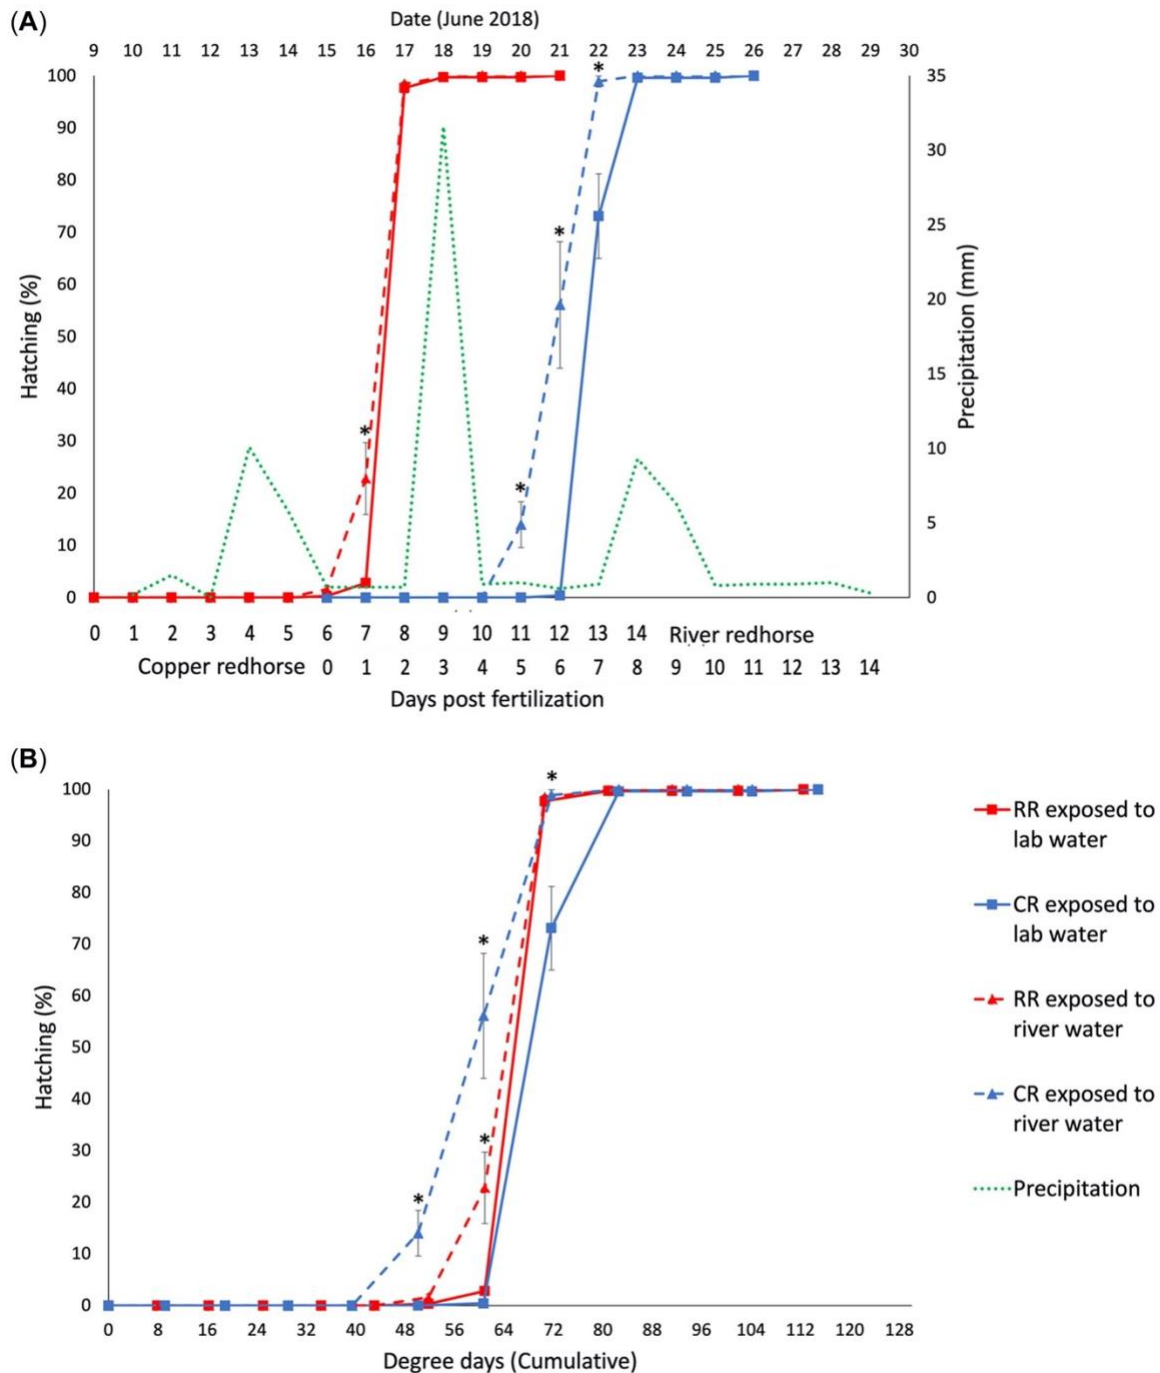 (A)
Date (June 2018)
9 10 11 12 13 14 15 16 17 18 19 20 21 22 23 24 25 26 27 28 29 30
100 35
90
30
80
25
70
*
60
20
*
50
15
40
10
30
*
20
5
*
10
0 0
Hatching (%)
Precipitation (mm)
0 1 2 3 4 5 6 7 8 9 10 11 12 13 14 River redhorse
Copper redhorse 0 1 2 3 4 5 6 7 8 9 10 11 12 13 14
Days post fertilization
(B)
*
100
90
80
70
*
60
50
40
30
*
20
*
10
0
Hatching (%)
0 8 16 24 32 40 48 56 64 72 80 88 96 104 112 120 128
Degree days (Cumulative)
RR exposed to
lab water
CR exposed to
lab water
RR exposed to
river water
CR exposed to
river water
Precipitation